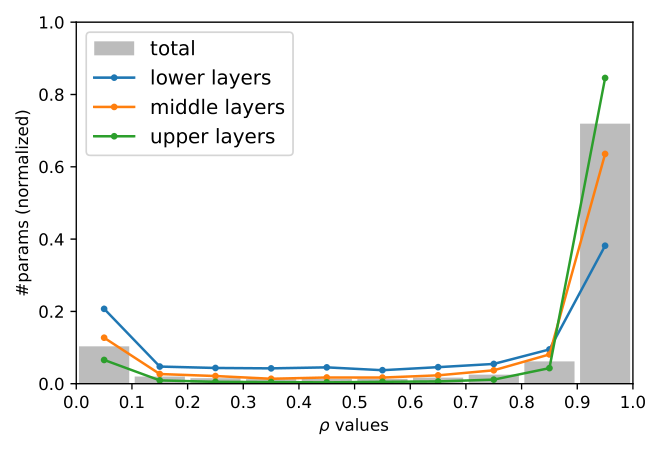 1.0
0.8
0.6
0.4
0.2
0.0
#params (normalized)
total
lower layers
middle layers
upper layers
0.0 0.1 0.2 0.3 0.4 0.5 0.6 0.7 0.8 0.9 1.0
ρ values